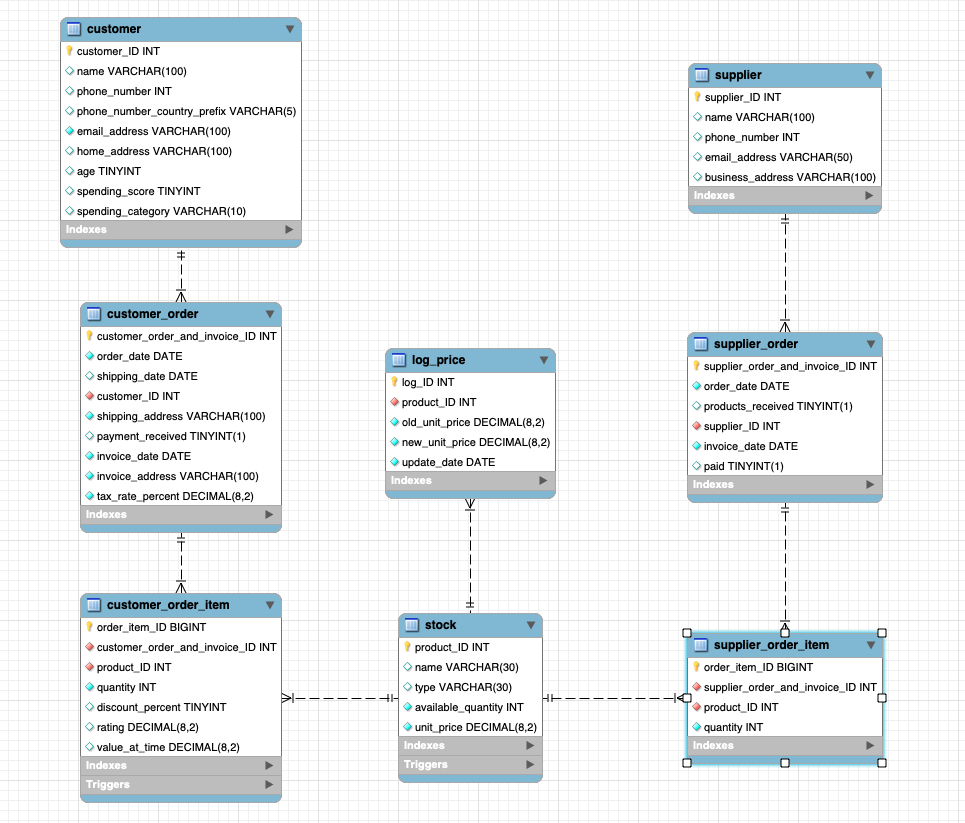 customer
customer_ID INT
name VARCHAR(100)
phone_number INT
phone_number_country_prefix VARCHAR(5)
email_address VARCHAR(100)
home_address VARCHAR(100)
age TINYINT
spending_score TINYINT
spending_category VARCHAR(10)
Indexes
supplier
supplier_ID INT
name VARCHAR(100)
phone_number INT
email_address VARCHAR(50)
business_address VARCHAR(100)
Indexes
customer_order
customer_order_and_invoice_ID INT
order_date DATE
shipping_date DATE
customer_ID INT
shipping_address VARCHAR(100)
payment_received TINYINT(1)
invoice_date DATE
invoice_address VARCHAR(100)
tax_rate_percent DECIMAL(8,2)
Indexes
log_price
log_ID INT
product_ID INT
old_unit_price DECIMAL(8,2)
new_unit_price DECIMAL(8,2)
update_date DATE
Indexes
supplier_order
supplier_order_and_invoice_ID INT
order_date DATE
products_received TINYINT(1)
supplier_ID INT
invoice_date DATE
paid TINYINT(1)
Indexes
customer_order_item
order_item_ID BIGINT
customer_order_and_invoice_ID INT
product_ID INT
quantity INT
discount_percent TINYINT
rating DECIMAL(8,2)
value_at_time DECIMAL(8,2)
Indexes
Triggers
stock
product_ID INT
name VARCHAR(30)
type VARCHAR(30)
available_quantity INT
unit_price DECIMAL(8,2)
Indexes
Triggers
supplier_order_item
order_item_ID BIGINT
supplier_order_and_invoice_ID INT
product_ID INT
quantity INT
Indexes